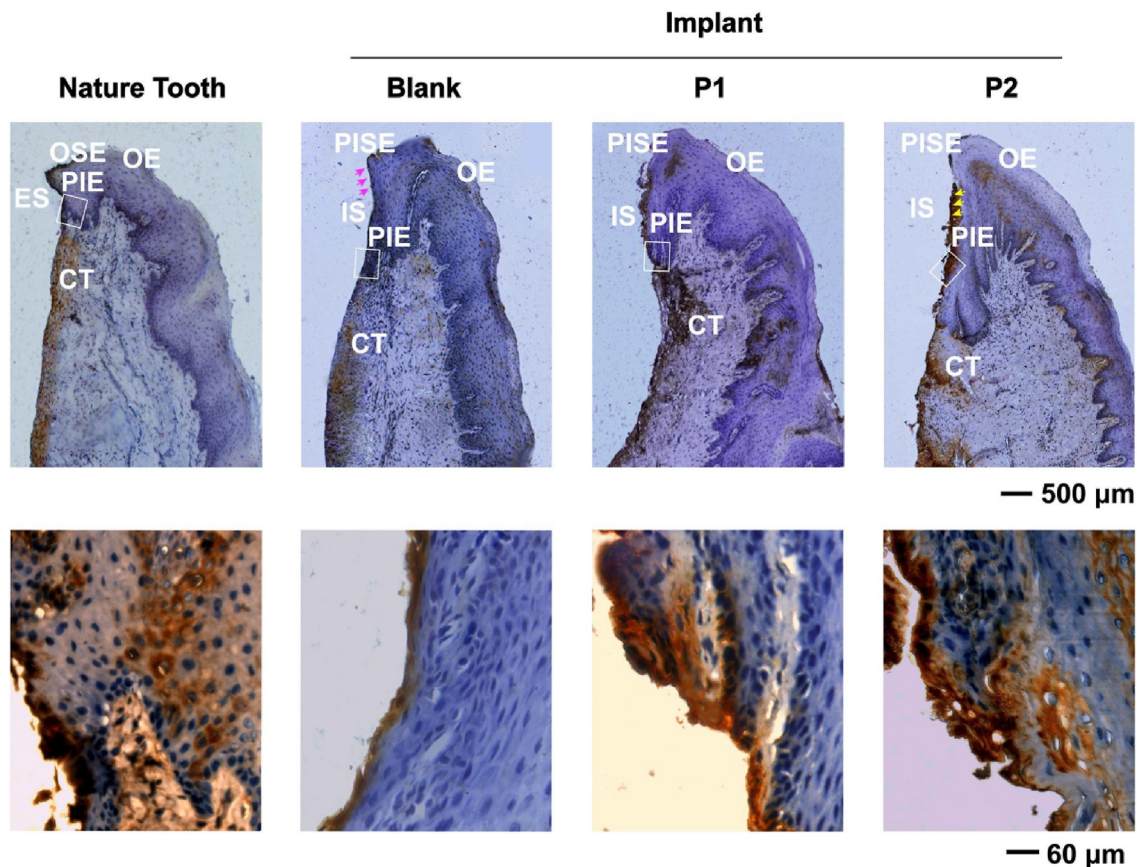 Implant
Nature Tooth
Blank
P1
P2
OSE
OE
PIE
ES
CT
PISE
OE
IS
PIE
CT
PISE
OE
IS
PIE
CT
PISE
OE
IS
PIE
CT
500 µm
60 µm